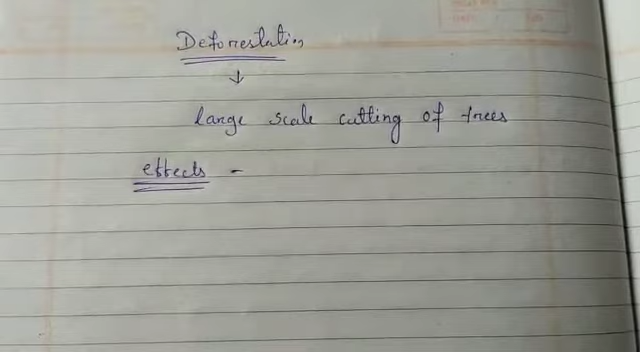 Deforestation
↓
large scale cutting of trees
effects -